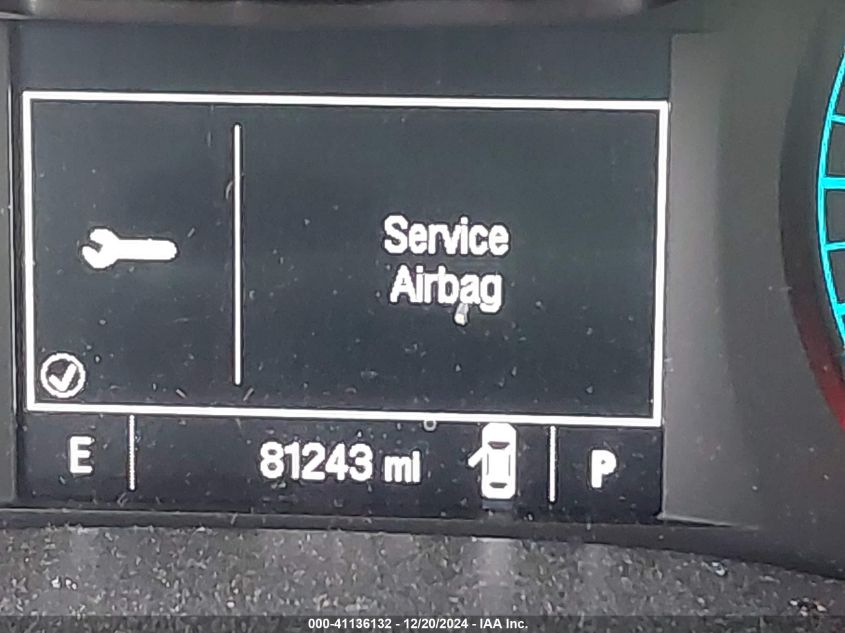 Service
Airbag
E 81243 mi P
000-41136132 - 12/20/2024 - IAA Inc.